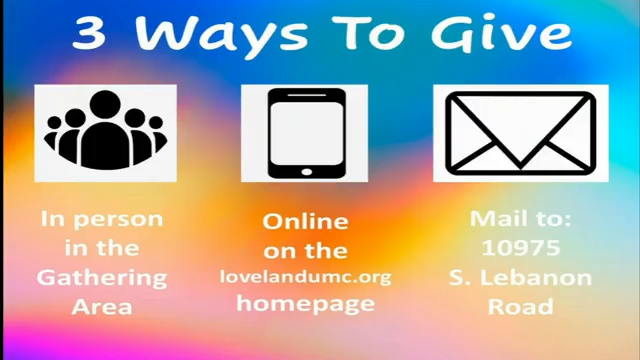 3 Ways To Give
In person
in the
Gathering
Area
Online
on the
lovelandumc.org
homepage
Mail to:
10975
S. Lebanon
Road